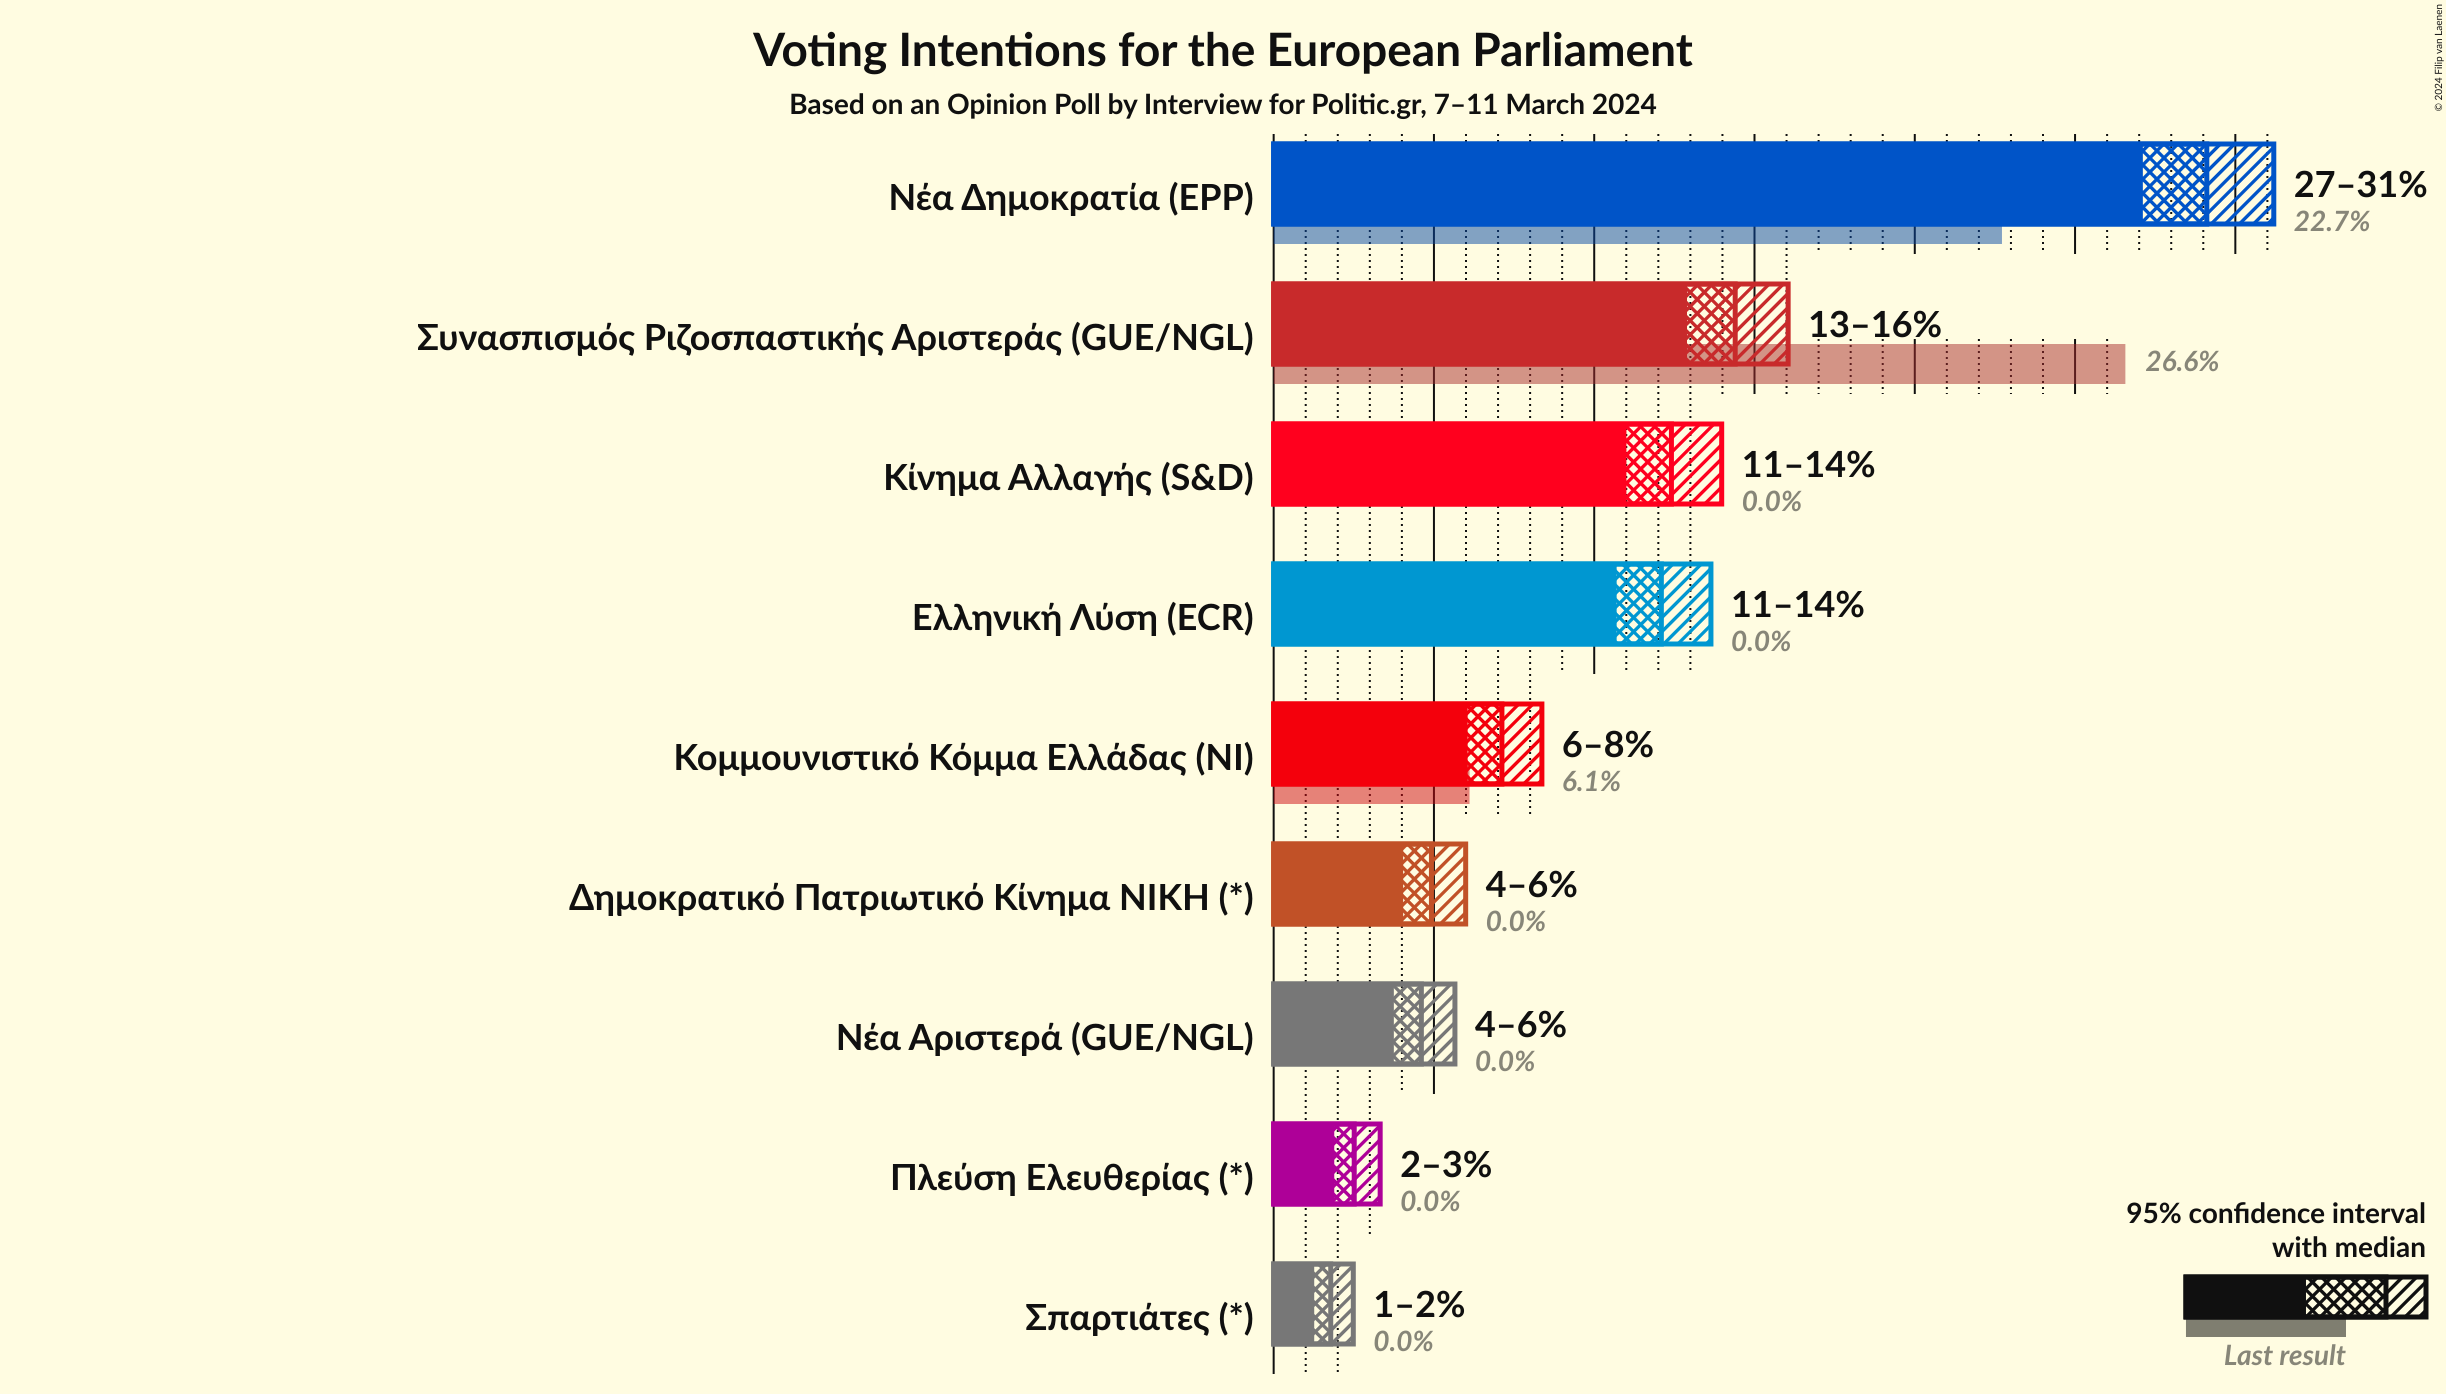 © 2024 Filip van Laenen
Voting Intentions for the European Parliament
Based on an Opinion Poll by Interview for Politic.gr, 7–11 March 2024
Νέα Δημοκρατία (EPP)
27–31%
22.7%
Συνασπισμός Ριζοσπαστικής Αριστεράς (GUE/NGL)
13–16%
26.6%
Κίνημα Αλλαγής (S&D)
11–14%
0.0%
Ελληνική Λύση (ECR)
11–14%
0.0%
Κομμουνιστικό Κόμμα Ελλάδας (NI)
6–8%
6.1%
Δημοκρατικό Πατριωτικό Κίνημα ΝΙΚΗ (*)
4–6%
0.0%
Νέα Αριστερά (GUE/NGL)
4–6%
0.0%
Πλεύση Ελευθερίας (*)
2–3%
0.0%
Σπαρτιάτες (*)
1–2%
0.0%
95% confidence interval
with median
Last result